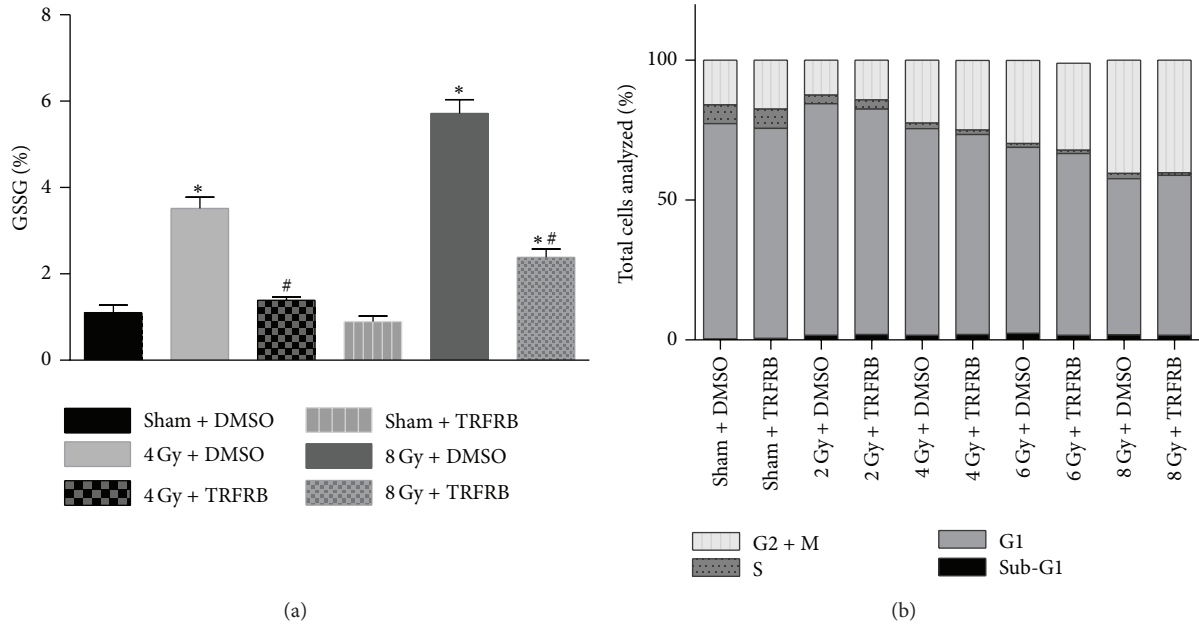 8
6
4
2
0
GSSG (%)
*
#
*
* #
Sham + DMSO
4 Gy + DMSO
4 Gy + TRFRB
Sham + TRFRB
8 Gy + DMSO
8 Gy + TRFRB
(a)
100
50
0
Total cells analyzed (%)
Sham + DMSO
Sham + TRFRB
2 Gy + DMSO
2 Gy + TRFRB
4 Gy + DMSO
4 Gy + TRFRB
6 Gy + DMSO
6 Gy + TRFRB
8 Gy + DMSO
8 Gy + TRFRB
G2 + M
S
G1
Sub-G1
(b)